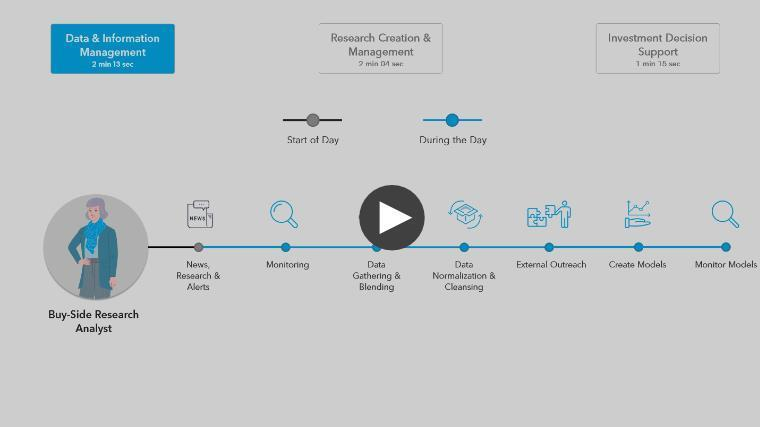 Data & Information
Management
2 min 13 sec
Research Creation &
Management
2 min 04 sec
Investment Decision
Support
1 min 15 sec
Start of Day
During the Day
NEWS
News,
Research &
Alerts
Monitoring
Data
Gathering &
Blending
Data
Normalization &
Cleansing
External Outreach
Create Models
Monitor Models
Buy-Side Research
Analyst